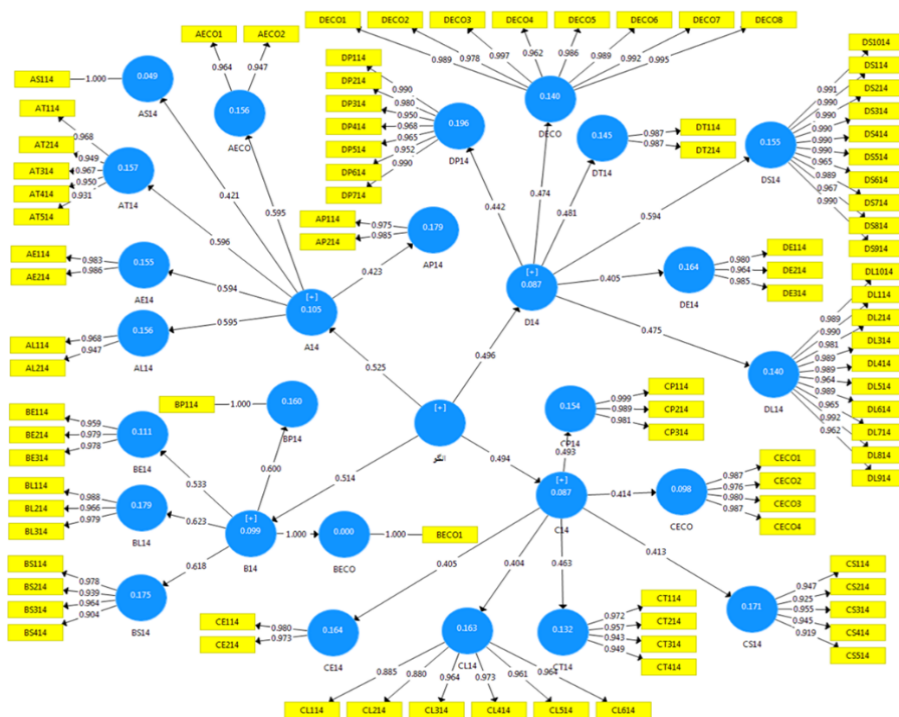 DECO1 DECO2 DECO3 DECO4 DECO5 DECO6 DECO7 DECO8
0.989 0.978 0.997 0.962 0.986 0.989 0.992 0.995
0.140
DECO
AECO1 AECO2
0.964 0.947
0.156
AECO
AS114
1.000
0.049
AS14
AT114
AT214
AT314
AT414
AT514
0.968
0.949
0.967
0.950
0.931
0.157
AT14
DP114
DP214
DP314
DP414
DP514
DP614
DP714
0.990
0.980
0.950
0.968
0.965
0.952
0.990
0.196
DP14
0.145
DT14
0.987
0.987
DT114
DT214
DS1014
DS114
DS214
DS314
DS414
DS514
DS614
DS714
DS814
DS914
0.991
0.990
0.990
0.990
0.990
0.990
0.965
0.989
0.967
0.990
0.155
DS14
0.421
0.595
0.596
0.594
0.595
0.423
AP114
AP214
0.975
0.985
0.179
AP14
AE114
AE214
0.983
0.986
0.155
AE14
AL114
AL214
0.968
0.947
0.156
AL14
[+]
0.105
A14
0.442
0.474
0.481
0.594
0.405
0.475
[+]
0.087
D14
0.164
DE14
0.980
0.964
0.985
DE114
DE214
DE314
DL1014
DL114
DL214
DL314
DL414
DL514
DL614
DL714
DL814
DL914
0.989
0.990
0.981
0.989
0.989
0.964
0.989
0.965
0.992
0.962
0.140
DL14
0.525
0.496
[+]
0.514
0.494
BP114
1.000
0.160
BP14
BE114
BE214
BE314
0.959
0.979
0.978
0.111
BE14
BL114
BL214
BL314
0.988
0.966
0.979
0.179
BL14
BS114
BS214
BS314
BS414
0.978
0.939
0.964
0.904
0.175
BS14
0.600
0.533
0.623
0.618
[+]
0.099
B14
1.000
0.000
BECO
1.000
BECO1
0.154
CP14
0.999
0.989
0.981
CP114
CP214
CP314
0.493
[+]
0.087
C14
0.414
0.098
CECO
0.987
0.976
0.980
0.987
CECO1
CECO2
CECO3
CECO4
0.405
0.404
0.463
0.413
CE114
CE214
0.980
0.973
0.164
CE14
0.163
CL14
0.885 0.880 0.964 0.973 0.961 0.964
CL114 CL214 CL314 CL414 CL514 CL614
0.132
CT14
0.972
0.957
0.943
0.949
CT114
CT214
CT314
CT414
0.171
CS14
0.947
0.925
0.955
0.945
0.919
CS114
CS214
CS314
CS414
CS514